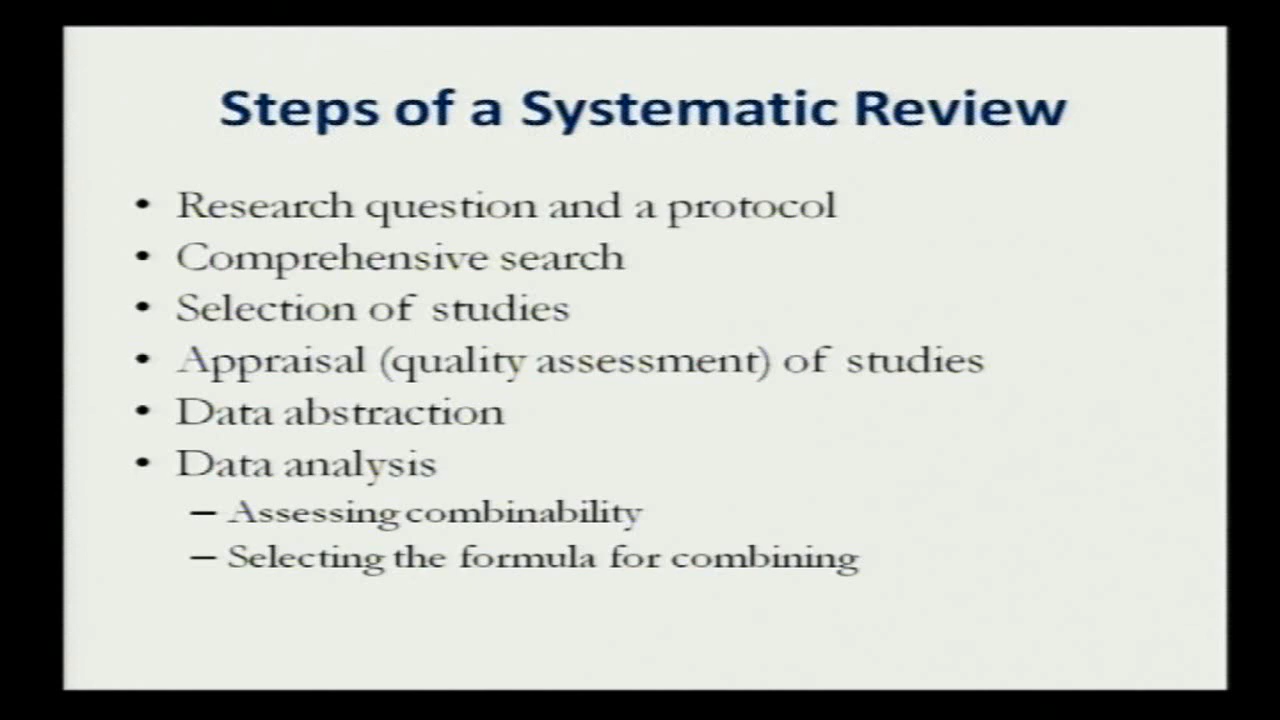 Steps of a Systematic Review
• Research question and a protocol
• Comprehensive search
• Selection of studies
• Appraisal (quality assessment) of studies
• Data abstraction
• Data analysis
– Assessing combinability
– Selecting the formula for combining